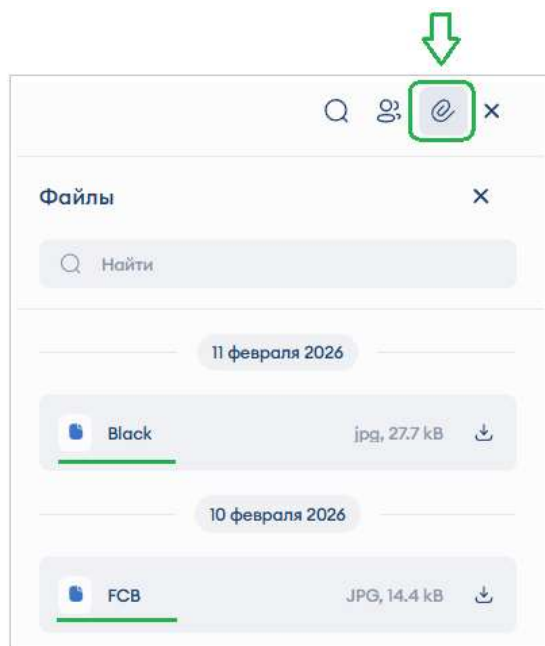 Файлы
Найти
11 февраля 2026
Black jpg, 27.7 kB
10 февраля 2026
FCB JPG, 14.4 kB